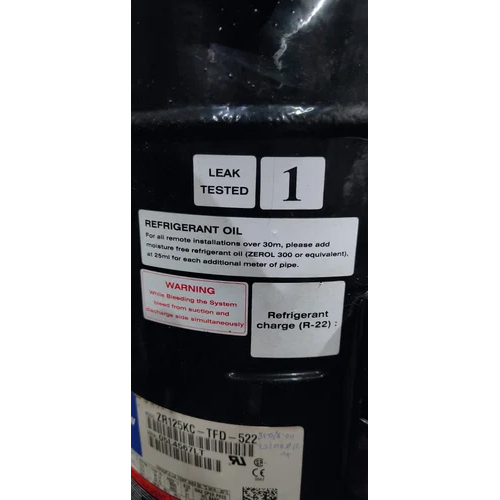 LEAK
TESTED
1
REFRIGERANT OIL
For all remote installations over 30m, please add
moisture free refrigerant oil (ZEROL 300 or equivalent),
at 25ml for each additional meter of pipe.
WARNING
While Bleeding the System
bleed from suction and
discharge side simultaneously
Refrigerant
charge (R-22) :
ZR125KC-TFD-522